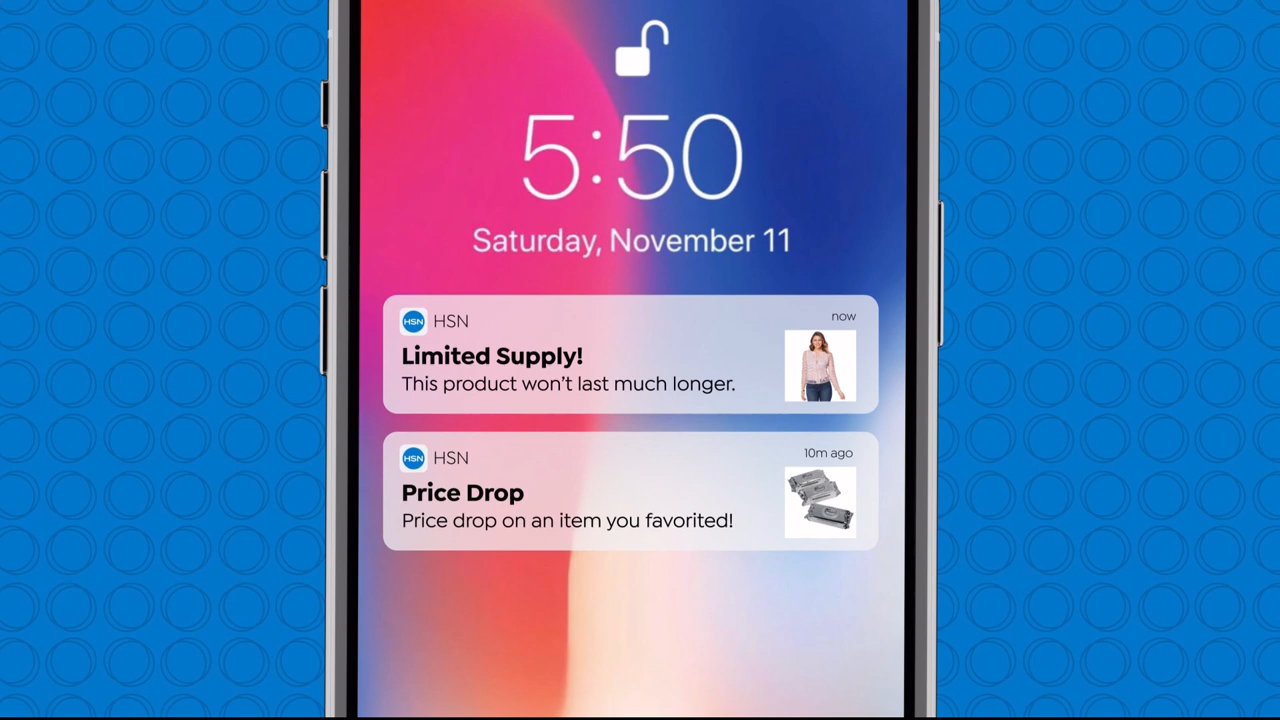 5:50
Saturday, November 11
HSN HSN now
Limited Supply!
This product won't last much longer.
HSN HSN 10m ago
Price Drop
Price drop on an item you favorited!